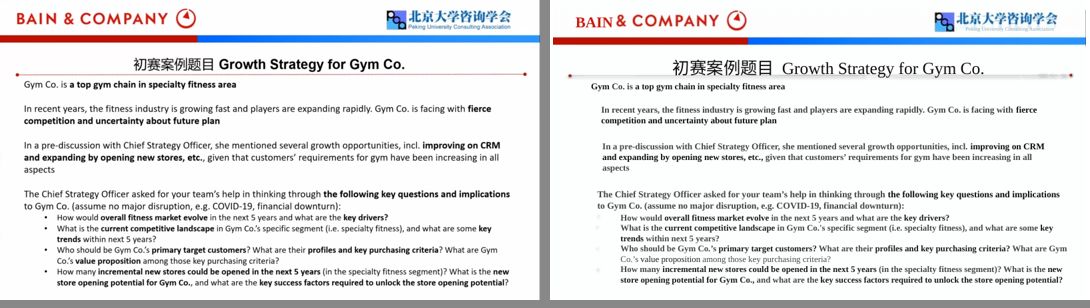 BAIN & COMPANY
北京大学咨询学会
Peking University Consulting Association
初赛案例题目 Growth Strategy for Gym Co.
Gym Co. is a top gym chain in specialty fitness area
In recent years, the fitness industry is growing fast and players are expanding rapidly. Gym Co. is facing with fierce
competition and uncertainty about future plan
In a pre-discussion with Chief Strategy Officer, she mentioned several growth opportunities, incl. improving on CRM
and expanding by opening new stores, etc., given that customers’ requirements for gym have been increasing in all
aspects
The Chief Strategy Officer asked for your team’s help in thinking through the following key questions and implications
to Gym Co. (assume no major disruption, e.g. COVID-19, financial downturn):
• How would overall fitness market evolve in the next 5 years and what are the key drivers?
• What is the current competitive landscape in Gym Co.’s specific segment (i.e. specialty fitness), and what are some key
trends within next 5 years?
• Who should be Gym Co.’s primary target customers? What are their profiles and key purchasing criteria? What are Gym
Co.’s value proposition among those key purchasing criteria?
• How many incremental new stores could be opened in the next 5 years (in the specialty fitness segment)? What is the new
store opening potential for Gym Co., and what are the key success factors required to unlock the store opening potential?
BAIN & COMPANY
北京大学咨询学会
初赛案例题目 Growth Strategy for Gym Co.
Gym Co. is a top gym chain in specialty fitness area
In recent years, the fitness industry is growing fast and players are expanding rapidly. Gym Co. is facing with fierce
competition and uncertainty about future plan
In a pre-discussion with Chief Strategy Officer, she mentioned several growth opportunities, incl. improving on CRM
and expanding by opening new stores, etc., given that customers’ requirements for gym have been increasing in all
aspects
The Chief Strategy Officer asked for your team’s help in thinking through the following key questions and implications
to Gym Co. (assume no major disruption, e.g. COVID-19, financial downturn):
How would overall fitness market evolve in the next 5 years and what are the key drivers?
What is the current competitive landscape in Gym Co.'s specific segment (i.e. specialty fitness), and what are some key
trends within next 5 years?
Who should be Gym Co.’s primary target customers? What are their profiles and key purchasing criteria? What are Gym
Co.’s value proposition among those key purchasing criteria?
How many incremental new stores could be opened in the next 5 years (in the specialty fitness segment)? What is the new
store opening potential for Gym Co., and what are the key success factors required to unlock the store opening potential?